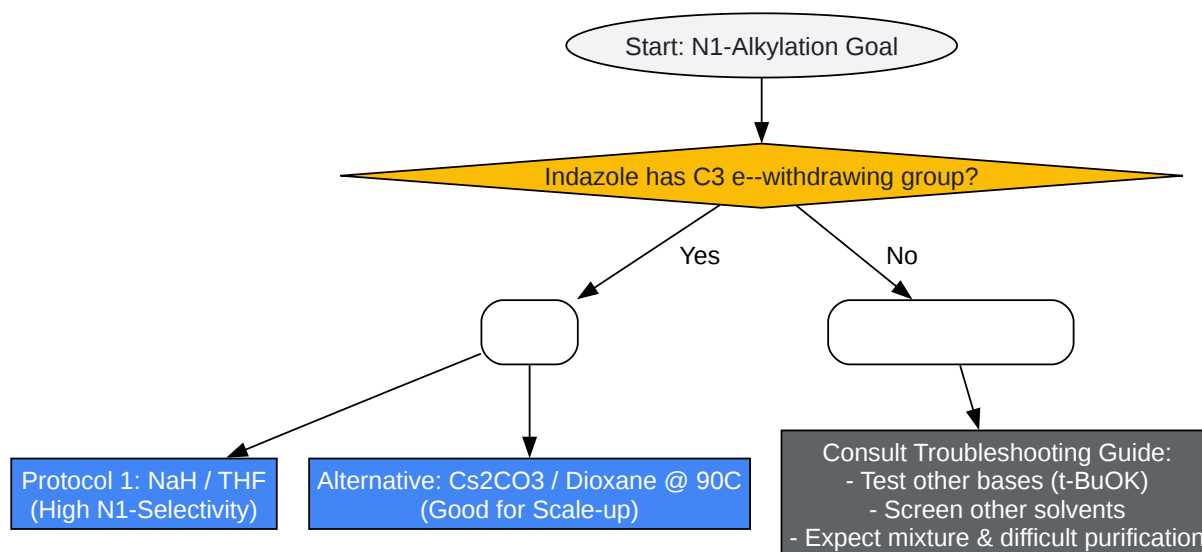 Start: N1-Alkylation Goal
Indazole has C3 e--withdrawing group?
Yes
No
Protocol 1: NaH / THF
(High N1-Selectivity)
Alternative: Cs2CO3 / Dioxane @ 90C
(Good for Scale-up)
Consult Troubleshooting Guide:
- Test other bases (t-BuOK)
- Screen other solvents
- Expect mixture & difficult purification